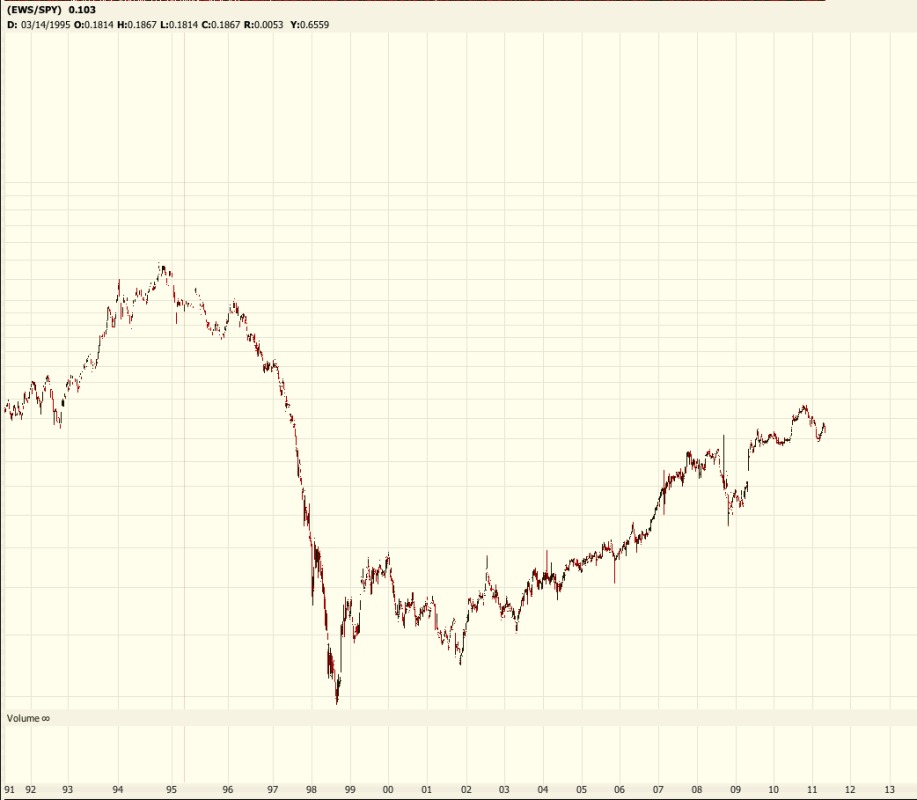 (EWS/SPY) 0.103
D: 03/14/1995 O:0.1814 H:0.1867 L:0.1814 C:0.1867 R:0.0053 Y:0.6559
Volume ∞
91 92 93 94 95 96 97 98 99 00 01 02 03 04 05 06 07 08 09 10 11 12 13